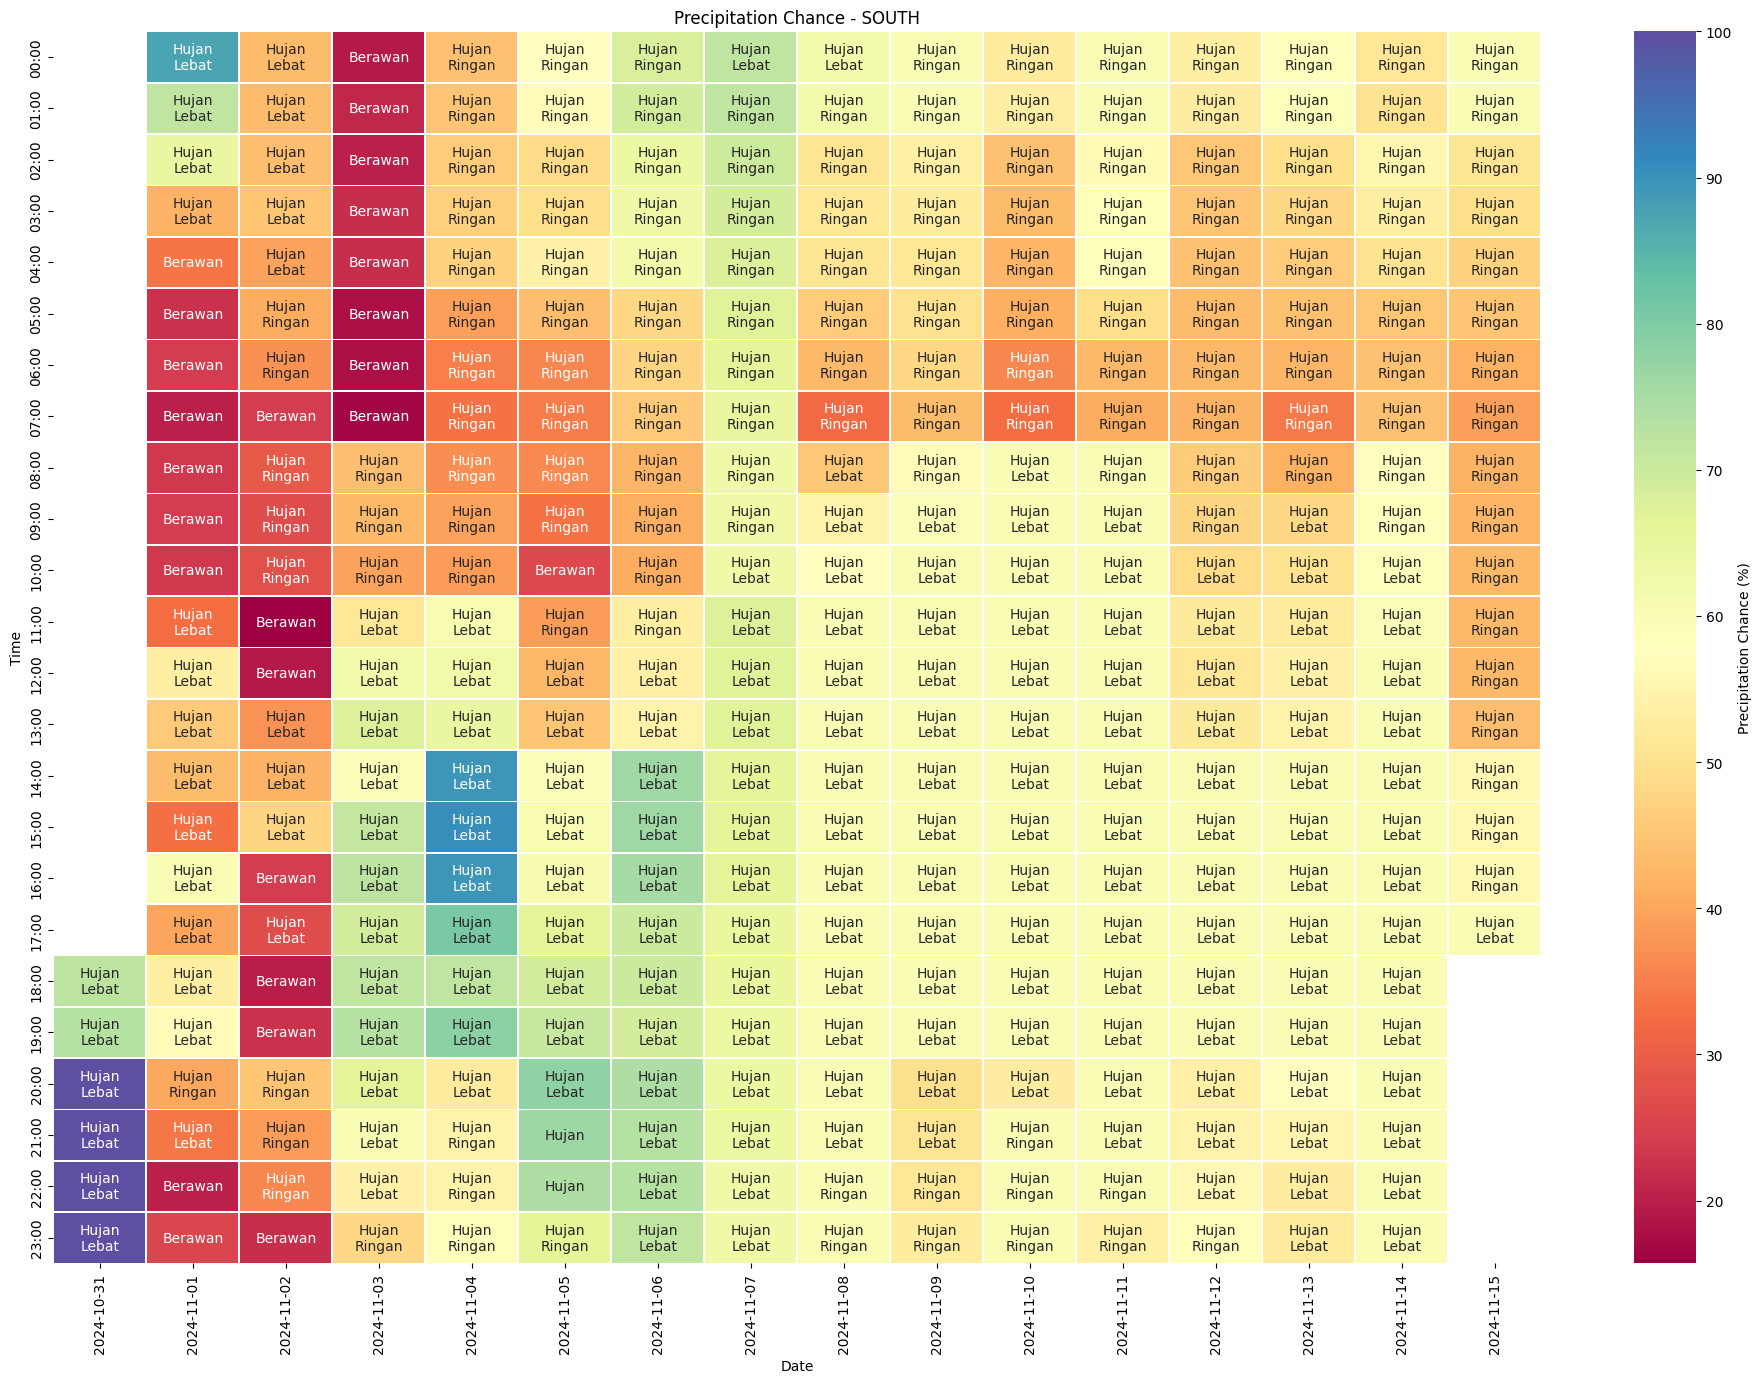 Precipitation Chance - SOUTH
00:00 Hujan Lebat Hujan Lebat Berawan Hujan Ringan Hujan Ringan Hujan Ringan Hujan Lebat Hujan Lebat Hujan Ringan Hujan Ringan Hujan Ringan Hujan Ringan Hujan Ringan Hujan Ringan Hujan Ringan
01:00 Hujan Lebat Hujan Lebat Berawan Hujan Ringan Hujan Ringan Hujan Ringan Hujan Ringan Hujan Ringan Hujan Ringan Hujan Ringan Hujan Ringan Hujan Ringan Hujan Ringan Hujan Ringan Hujan Ringan
02:00 Hujan Lebat Hujan Lebat Berawan Hujan Ringan Hujan Ringan Hujan Ringan Hujan Ringan Hujan Ringan Hujan Ringan Hujan Ringan Hujan Ringan Hujan Ringan Hujan Ringan Hujan Ringan Hujan Ringan
03:00 Hujan Lebat Hujan Lebat Berawan Hujan Ringan Hujan Ringan Hujan Ringan Hujan Ringan Hujan Ringan Hujan Ringan Hujan Ringan Hujan Ringan Hujan Ringan Hujan Ringan Hujan Ringan Hujan Ringan
04:00 Berawan Hujan Lebat Berawan Hujan Ringan Hujan Ringan Hujan Ringan Hujan Ringan Hujan Ringan Hujan Ringan Hujan Ringan Hujan Ringan Hujan Ringan Hujan Ringan Hujan Ringan Hujan Ringan
05:00 Berawan Hujan Ringan Berawan Hujan Ringan Hujan Ringan Hujan Ringan Hujan Ringan Hujan Ringan Hujan Ringan Hujan Ringan Hujan Ringan Hujan Ringan Hujan Ringan Hujan Ringan Hujan Ringan
06:00 Berawan Hujan Ringan Berawan Hujan Ringan Hujan Ringan Hujan Ringan Hujan Ringan Hujan Ringan Hujan Ringan Hujan Ringan Hujan Ringan Hujan Ringan Hujan Ringan Hujan Ringan Hujan Ringan
07:00 Berawan Berawan Berawan Hujan Ringan Hujan Ringan Hujan Ringan Hujan Ringan Hujan Ringan Hujan Ringan Hujan Ringan Hujan Ringan Hujan Ringan Hujan Ringan Hujan Ringan Hujan Ringan
08:00 Berawan Hujan Ringan Hujan Ringan Hujan Ringan Hujan Ringan Hujan Ringan Hujan Ringan Hujan Lebat Hujan Ringan Hujan Lebat Hujan Ringan Hujan Ringan Hujan Ringan Hujan Ringan Hujan Ringan
09:00 Berawan Hujan Ringan Hujan Ringan Hujan Ringan Hujan Ringan Hujan Ringan Hujan Ringan Hujan Lebat Hujan Lebat Hujan Lebat Hujan Lebat Hujan Ringan Hujan Lebat Hujan Ringan Hujan Ringan
10:00 Berawan Hujan Ringan Hujan Ringan Hujan Ringan Berawan Hujan Ringan Hujan Lebat Hujan Lebat Hujan Lebat Hujan Lebat Hujan Lebat Hujan Lebat Hujan Lebat Hujan Lebat Hujan Ringan
11:00 Hujan Lebat Berawan Hujan Lebat Hujan Lebat Hujan Ringan Hujan Ringan Hujan Lebat Hujan Lebat Hujan Lebat Hujan Lebat Hujan Lebat Hujan Lebat Hujan Lebat Hujan Lebat Hujan Ringan
12:00 Hujan Lebat Berawan Hujan Lebat Hujan Lebat Hujan Lebat Hujan Lebat Hujan Lebat Hujan Lebat Hujan Lebat Hujan Lebat Hujan Lebat Hujan Lebat Hujan Lebat Hujan Lebat Hujan Ringan
13:00 Hujan Lebat Hujan Lebat Hujan Lebat Hujan Lebat Hujan Lebat Hujan Lebat Hujan Lebat Hujan Lebat Hujan Lebat Hujan Lebat Hujan Lebat Hujan Lebat Hujan Lebat Hujan Lebat Hujan Ringan
14:00 Hujan Lebat Hujan Lebat Hujan Lebat Hujan Lebat Hujan Lebat Hujan Lebat Hujan Lebat Hujan Lebat Hujan Lebat Hujan Lebat Hujan Lebat Hujan Lebat Hujan Lebat Hujan Lebat Hujan Ringan
15:00 Hujan Lebat Hujan Lebat Hujan Lebat Hujan Lebat Hujan Lebat Hujan Lebat Hujan Lebat Hujan Lebat Hujan Lebat Hujan Lebat Hujan Lebat Hujan Lebat Hujan Lebat Hujan Lebat Hujan Ringan
16:00 Hujan Lebat Berawan Hujan Lebat Hujan Lebat Hujan Lebat Hujan Lebat Hujan Lebat Hujan Lebat Hujan Lebat Hujan Lebat Hujan Lebat Hujan Lebat Hujan Lebat Hujan Lebat Hujan Ringan
17:00 Hujan Lebat Hujan Lebat Hujan Lebat Hujan Lebat Hujan Lebat Hujan Lebat Hujan Lebat Hujan Lebat Hujan Lebat Hujan Lebat Hujan Lebat Hujan Lebat Hujan Lebat Hujan Lebat Hujan Lebat
18:00 Hujan Lebat Hujan Lebat Berawan Hujan Lebat Hujan Lebat Hujan Lebat Hujan Lebat Hujan Lebat Hujan Lebat Hujan Lebat Hujan Lebat Hujan Lebat Hujan Lebat Hujan Lebat Hujan Lebat
19:00 Hujan Lebat Hujan Lebat Berawan Hujan Lebat Hujan Lebat Hujan Lebat Hujan Lebat Hujan Lebat Hujan Lebat Hujan Lebat Hujan Lebat Hujan Lebat Hujan Lebat Hujan Lebat Hujan Lebat
20:00 Hujan Lebat Hujan Ringan Hujan Ringan Hujan Lebat Hujan Lebat Hujan Lebat Hujan Lebat Hujan Lebat Hujan Lebat Hujan Lebat Hujan Lebat Hujan Lebat Hujan Lebat Hujan Lebat Hujan Lebat
21:00 Hujan Lebat Hujan Lebat Hujan Ringan Hujan Lebat Hujan Ringan Hujan Hujan Lebat Hujan Lebat Hujan Lebat Hujan Lebat Hujan Ringan Hujan Lebat Hujan Lebat Hujan Lebat Hujan Lebat
22:00 Hujan Lebat Berawan Hujan Ringan Hujan Lebat Hujan Ringan Hujan Hujan Lebat Hujan Lebat Hujan Ringan Hujan Ringan Hujan Ringan Hujan Ringan Hujan Lebat Hujan Lebat Hujan Lebat
23:00 Hujan Lebat Berawan Berawan Hujan Ringan Hujan Ringan Hujan Ringan Hujan Lebat Hujan Lebat Hujan Ringan Hujan Ringan Hujan Ringan Hujan Ringan Hujan Ringan Hujan Lebat Hujan Lebat
Time
2024-10-31 2024-11-01 2024-11-02 2024-11-03 2024-11-04 2024-11-05 2024-11-06 2024-11-07 2024-11-08 2024-11-09 2024-11-10 2024-11-11 2024-11-12 2024-11-13 2024-11-14 2024-11-15
Date
100
90
80
70
60
50
40
30
20
Precipitation Chance (%)